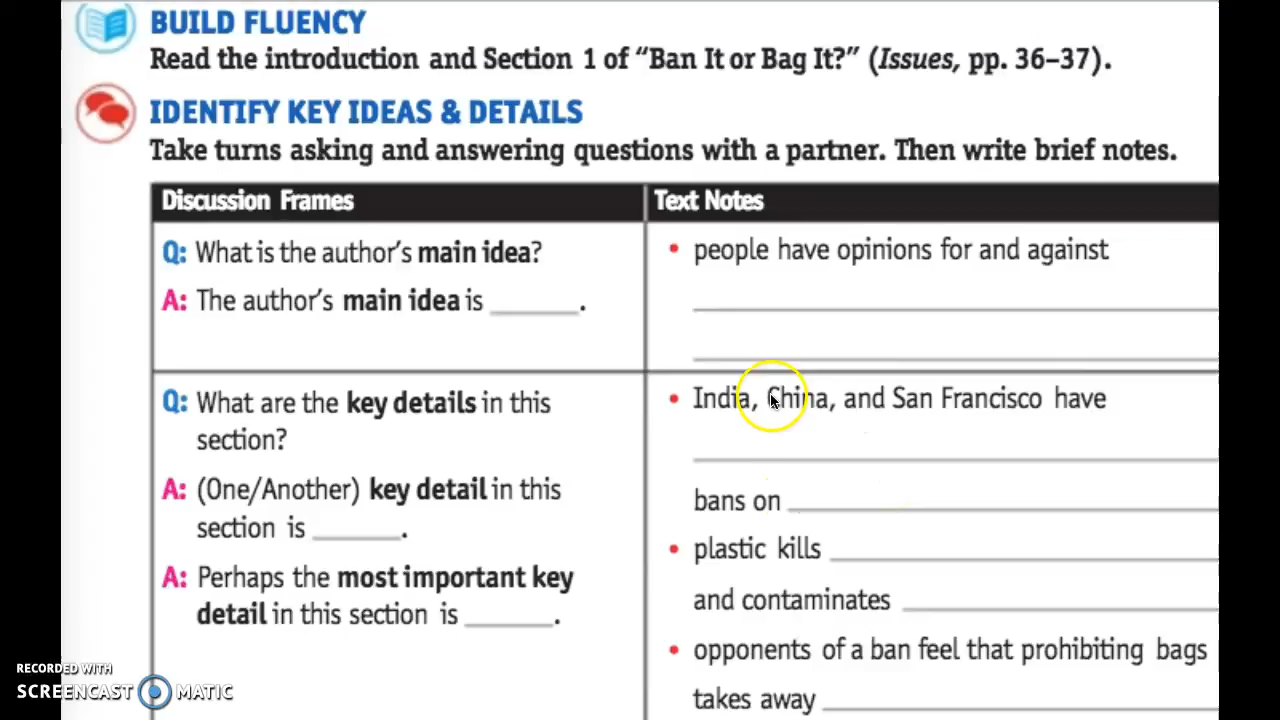 BUILD FLUENCY
Read the introduction and Section 1 of "Ban It or Bag It?" (Issues, pp. 36–37).
IDENTIFY KEY IDEAS & DETAILS
Take turns asking and answering questions with a partner. Then write brief notes.
Discussion Frames
Q: What is the author's main idea?
A: The author's main idea is ______.
Text Notes
• people have opinions for and against
Q: What are the key details in this
section?
A: (One/Another) key detail in this
section is ______.
A: Perhaps the most important key
detail in this section is ______.
• India, China, and San Francisco have
bans on ______
• plastic kills ______
and contaminates ______
• opponents of a ban feel that prohibiting bags
takes away ______
RECORDED WITH
SCREENCAST MATIC